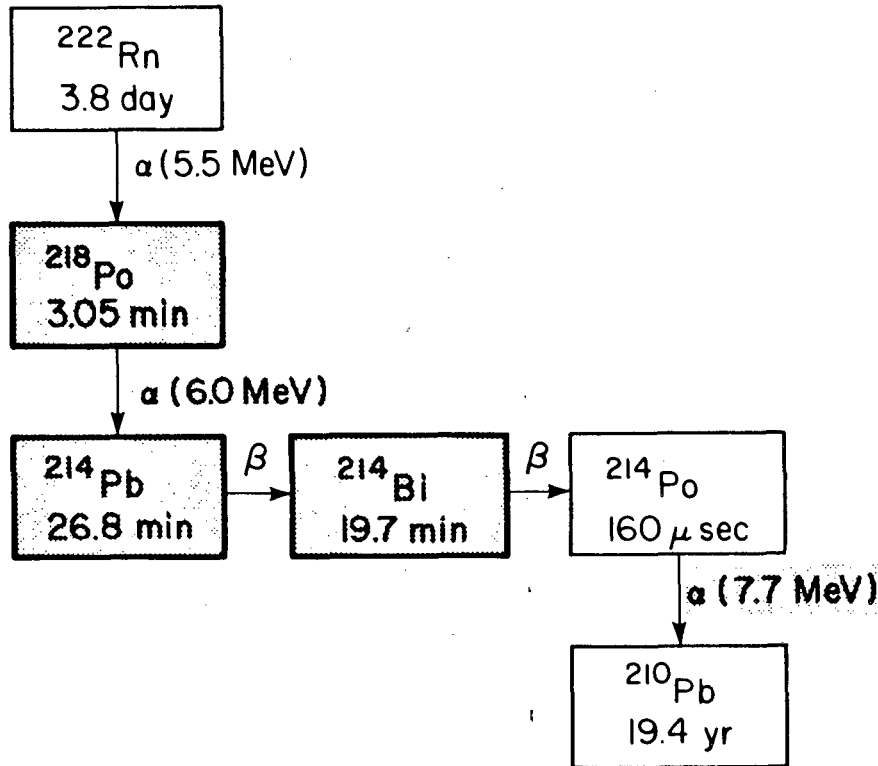 ²²²Rn
3.8 day
α (5.5 MeV)
²¹⁸Po
3.05 min
α (6.0 MeV)
²¹⁴Pb
26.8 min
β
²¹⁴Bi
19.7 min
β
²¹⁴Po
160 μ sec
α (7.7 MeV)
²¹⁰Pb
19.4 yr